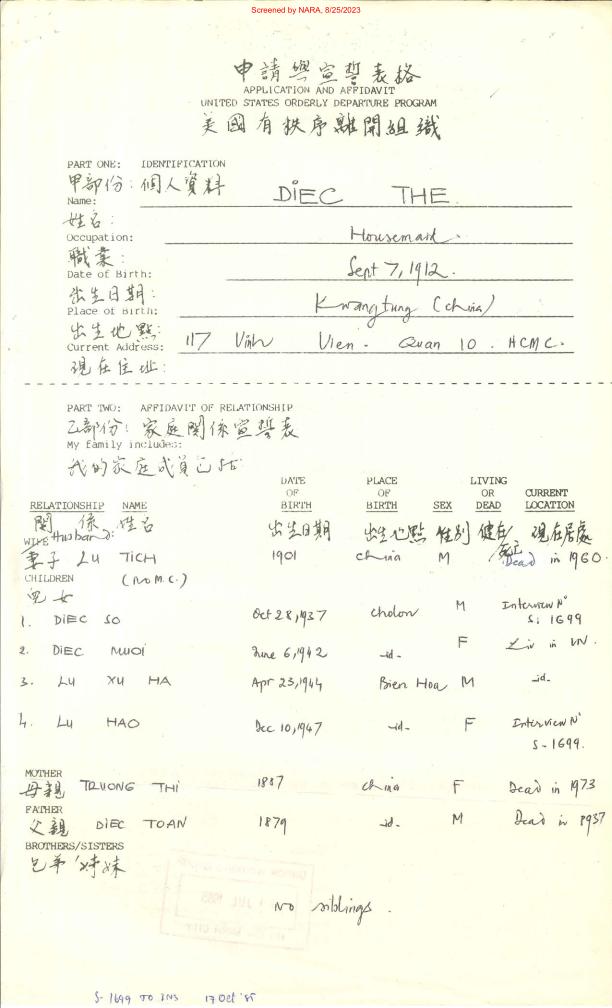 Screened by NARA, 8/25/2023
申請與宣誓表格
APPLICATION AND AFFIDAVIT
UNITED STATES ORDERLY DEPARTURE PROGRAM
美國有秩序離開組織
PART ONE: IDENTIFICATION
甲部份: 個人資料
Name: DIEC THE
姓名:
Occupation: Housemaid.
職業:
Date of Birth: Sept 7, 1912.
出生日期:
Place of Birth: Kwangtung (China)
出生地點:
Current Address: 117 Vinh Vien - Quan 10. HCMC.
現在住址:
PART TWO: AFFIDAVIT OF RELATIONSHIP
乙部份: 家庭関係宣誓表
My family includes:
我的家庭成員包括
RELATIONSHIP NAME DATE OF BIRTH PLACE OF BIRTH SEX LIVING OR DEAD CURRENT LOCATION
関係 姓名 出生日期 出生地點 性別 健在/死亡 現在居處
WIFE Husband:
妻子 LU TICH 1901 China M Dead in 1960.
CHILDREN (No M.C.)
兒女
1. DIEC SO Oct 28, 1937 Cholon M Interview N° S. 1699
2. DIEC MUOI June 6, 1942 -id- F Liv in VN.
3. LU XU HA Apr 23, 1944 Bien Hoa M -id-
4. LU HAO Dec 10, 1947 -id- F Interview N° S-1699.
MOTHER
母親 TRUONG THI 1887 China F Dead in 1973
FATHER
父親 DIEC TOAN 1879 -id- M Dead in 1937
BROTHERS/SISTERS
兄弟/姊妹
No siblings.
S-1699 TO INS 17 Oct '85